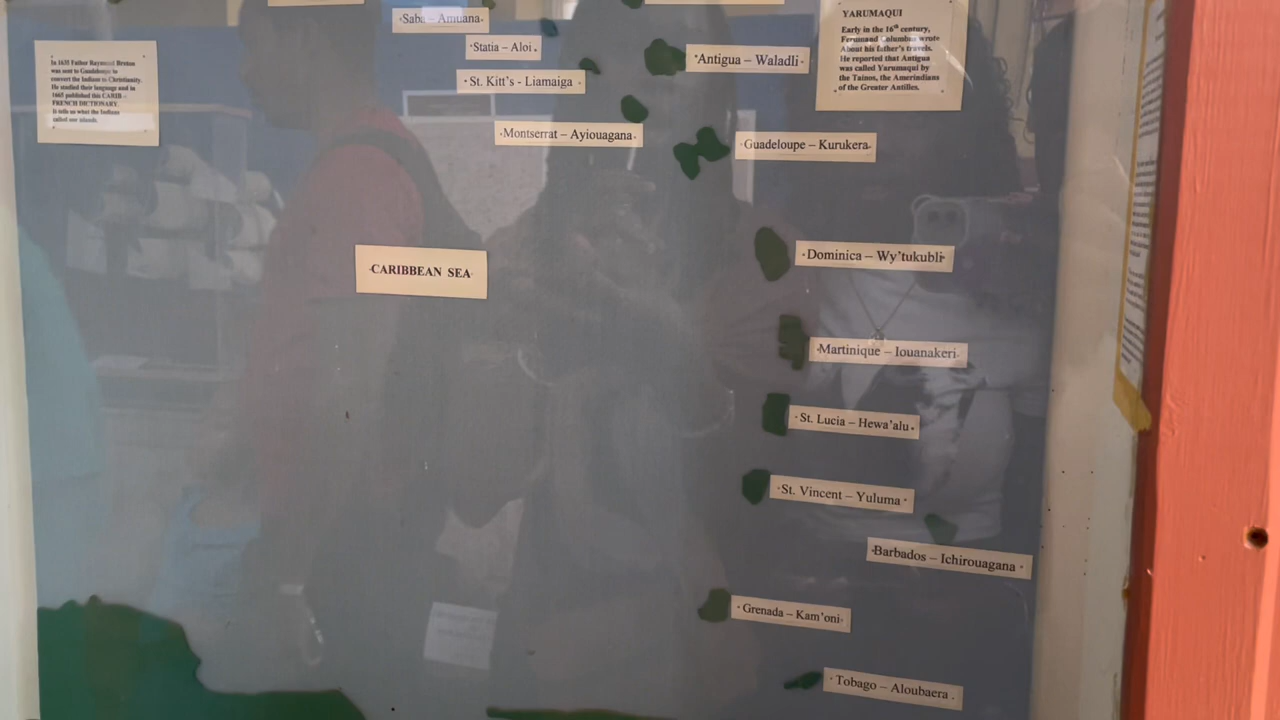 Saba – Amuana
Statia – Aloi
St. Kitt's - Liamaiga
Antigua – Waladli
YARUMAQUI
Early in the 16th century,
Ferdinand Columbus wrote
About his father's travels.
He reported that Antigua
was called Yarumaqui by
the Tainos, the Amerindians
of the Greater Antilles.
In 1635 Father Raymond Breton
was sent to Guadeloupe to
convert the Indians to Christianity.
He studied their language and in
1665 published this CARIB –
FRENCH DICTIONARY.
It tells us what the Indians
called our islands.
Montserrat – Ayiouagana
Guadeloupe – Kurukera
CARIBBEAN SEA
Dominica – Wy'tukubli
Martinique – Iouanakeri
St. Lucia – Hewa'alu
St. Vincent – Yuluma
Barbados – Ichirouagana
Grenada – Kam'oni
Tobago – Aloubaera